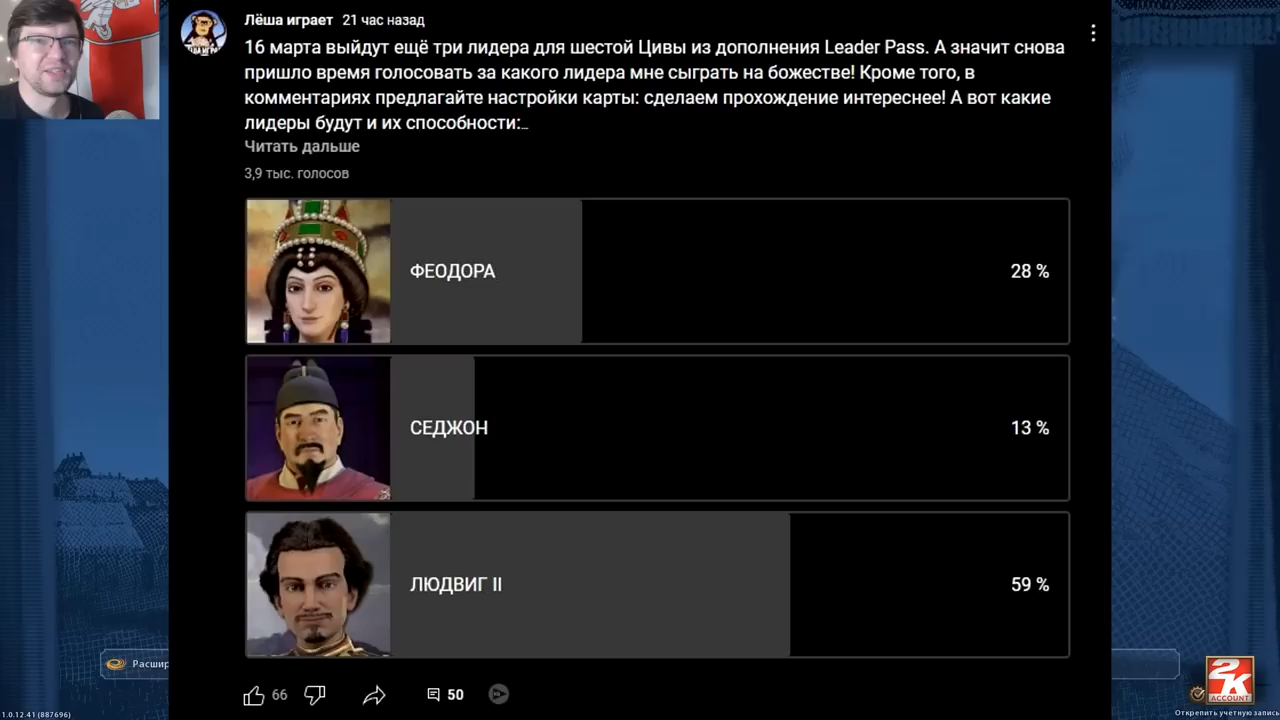 Лёша играет 21 час назад
16 марта выйдут ещё три лидера для шестой Цивы из дополнения Leader Pass. А значит снова
пришло время голосовать за какого лидера мне сыграть на божестве! Кроме того, в
комментариях предлагайте настройки карты: сделаем прохождение интереснее! А вот какие
лидеры будут и их способности:...
Читать дальше
3,9 тыс. голосов
ФЕОДОРА 28 %
СЕДЖОН 13 %
ЛЮДВИГ II 59 %
Расшир
66 50
2K
ACCOUNT
1.0.12.41 (887696)
Открепить учетную запись